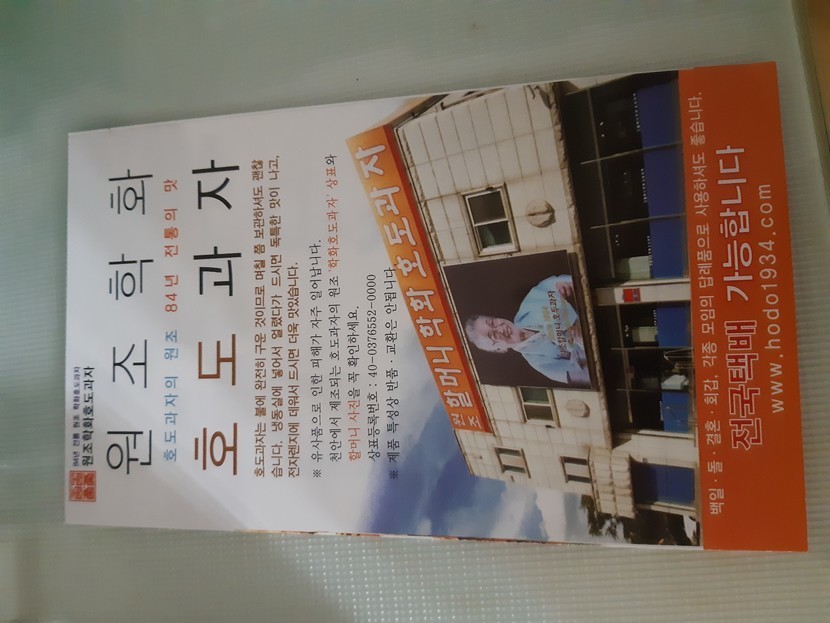 84년 전통 원조 학화호도과자
원조학화호도과자
원조학화
호도과자의 원조 84년 전통의 맛
호도과자
호도과자는 불에 완전히 구운 것이므로 며칠 쯤 보관하셔도 괜찮
습니다. 냉동실에 넣어서 얼렸다가 드시면 독특한 맛이 나고,
전자렌지에 데워서 드시면 더욱 맛있습니다.
※ 유사품으로 인한 피해가 자주 일어납니다.
천안에서 제조되는 호도과자의 원조 '학화호도과자' 상표와
할머니 사진을 꼭 확인하세요.
상표등록번호 : 40-0376552-0000
※ 제품 특성상 반품·교환은 안됩니다
원조 할머니학화호도과자
백일·돌·결혼·회갑, 각종 모임의 답례품으로 사용하셔도 좋습니다.
전국택배 가능합니다
www.hodo1934.com